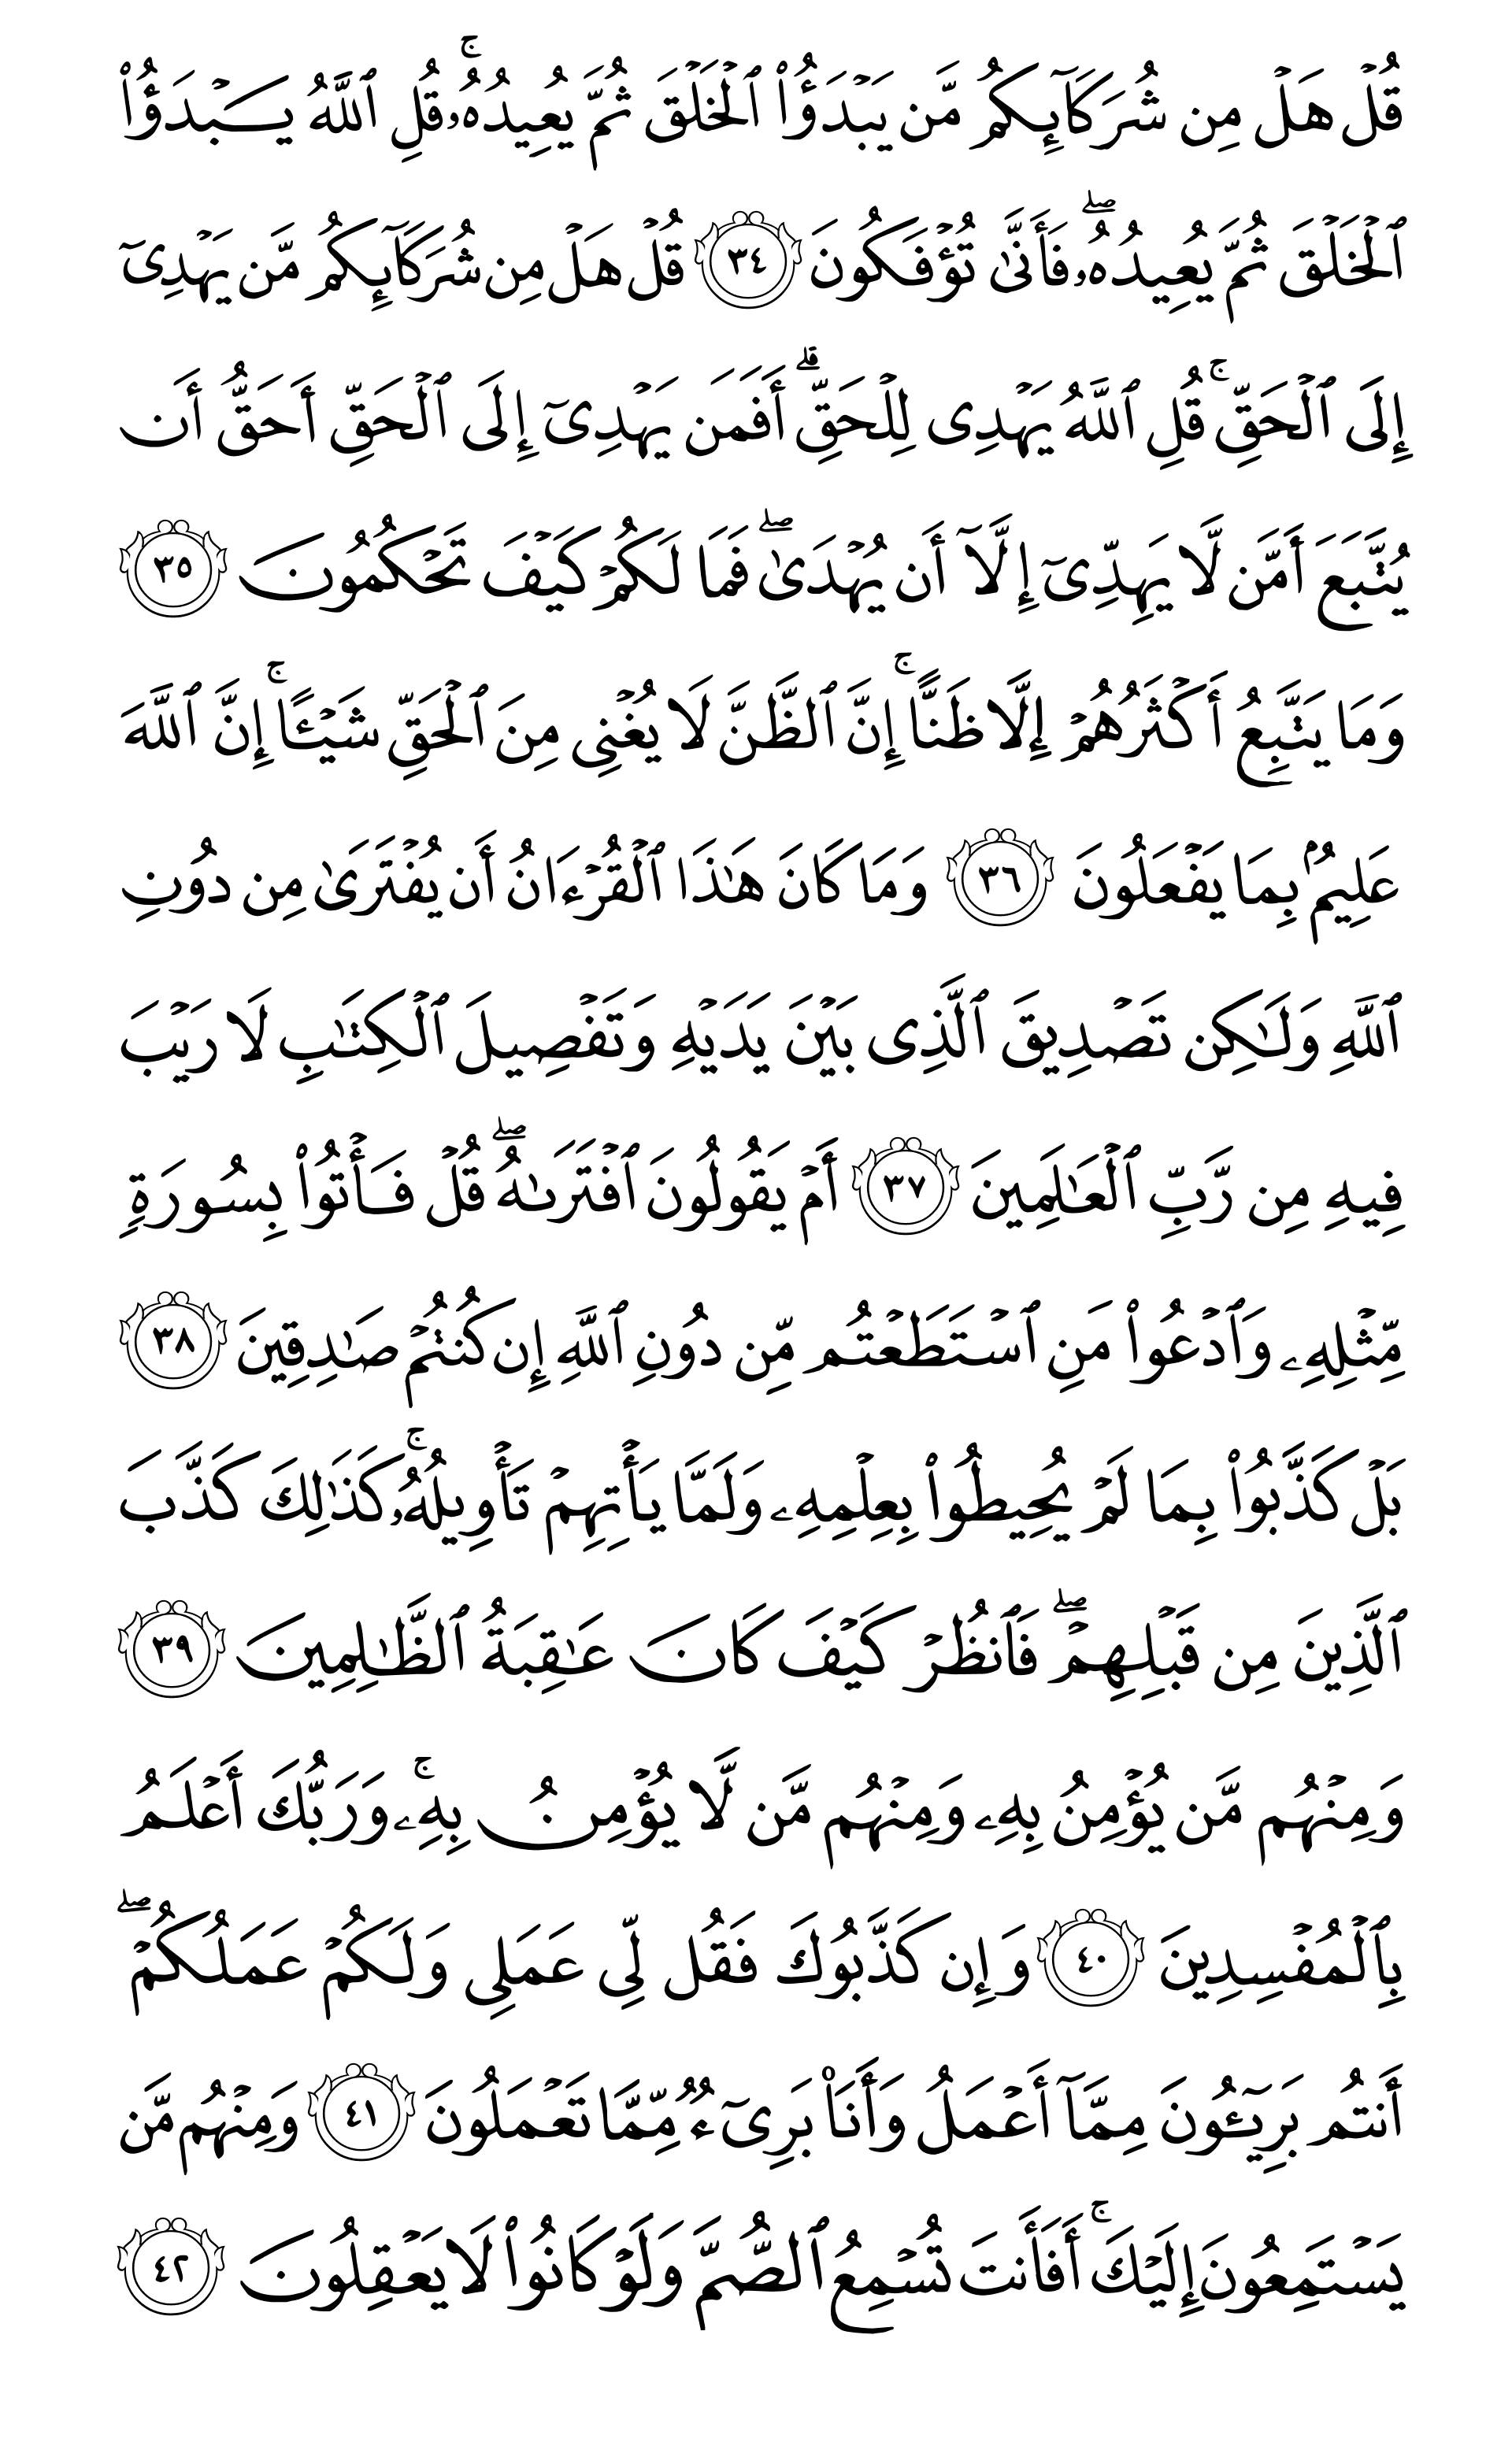 قُلۡ هَلۡ مِن شُرَكَآئِكُم مَّن يَبۡدَؤُاْ ٱلۡخَلۡقَ ثُمَّ يُعِيدُهُۥۚ قُلِ ٱللَّهُ يَبۡدَؤُاْ
ٱلۡخَلۡقَ ثُمَّ يُعِيدُهُۥۖ فَأَنَّىٰ تُؤۡفَكُونَ ٣٤ قُلۡ هَلۡ مِن شُرَكَآئِكُم مَّن يَهۡدِيٓ
إِلَى ٱلۡحَقِّۚ قُلِ ٱللَّهُ يَهۡدِي لِلۡحَقِّۗ أَفَمَن يَهۡدِيٓ إِلَى ٱلۡحَقِّ أَحَقُّ أَن
يُتَّبَعَ أَمَّن لَّا يَهِدِّيٓ إِلَّآ أَن يُهۡدَىٰۖ فَمَا لَكُمۡ كَيۡفَ تَحۡكُمُونَ ٣٥
وَمَا يَتَّبِعُ أَكۡثَرُهُمۡ إِلَّا ظَنًّاۚ إِنَّ ٱلظَّنَّ لَا يُغۡنِي مِنَ ٱلۡحَقِّ شَيۡـًٔاۚ إِنَّ ٱللَّهَ
عَلِيمُۢ بِمَا يَفۡعَلُونَ ٣٦ وَمَا كَانَ هَٰذَا ٱلۡقُرۡءَانُ أَن يُفۡتَرَىٰ مِن دُونِ
ٱللَّهِ وَلَٰكِن تَصۡدِيقَ ٱلَّذِي بَيۡنَ يَدَيۡهِ وَتَفۡصِيلَ ٱلۡكِتَٰبِ لَا رَيۡبَ
فِيهِ مِن رَّبِّ ٱلۡعَٰلَمِينَ ٣٧ أَمۡ يَقُولُونَ ٱفۡتَرَىٰهُۖ قُلۡ فَأۡتُواْ بِسُورَةٖ
مِّثۡلِهِۦ وَٱدۡعُواْ مَنِ ٱسۡتَطَعۡتُم مِّن دُونِ ٱللَّهِ إِن كُنتُمۡ صَٰدِقِينَ ٣٨
بَلۡ كَذَّبُواْ بِمَا لَمۡ يُحِيطُواْ بِعِلۡمِهِۦ وَلَمَّا يَأۡتِهِمۡ تَأۡوِيلُهُۥۚ كَذَٰلِكَ كَذَّبَ
ٱلَّذِينَ مِن قَبۡلِهِمۡۖ فَٱنظُرۡ كَيۡفَ كَانَ عَٰقِبَةُ ٱلظَّٰلِمِينَ ٣٩
وَمِنۡهُم مَّن يُؤۡمِنُ بِهِۦ وَمِنۡهُم مَّن لَّا يُؤۡمِنُ بِهِۦۚ وَرَبُّكَ أَعۡلَمُ
بِٱلۡمُفۡسِدِينَ ٤٠ وَإِن كَذَّبُوكَ فَقُل لِّي عَمَلِي وَلَكُمۡ عَمَلُكُمۡۖ
أَنتُم بَرِيٓـُٔونَ مِمَّآ أَعۡمَلُ وَأَنَا۠ بَرِيٓءٞ مِّمَّا تَعۡمَلُونَ ٤١ وَمِنۡهُم مَّن
يَسۡتَمِعُونَ إِلَيۡكَۚ أَفَأَنتَ تُسۡمِعُ ٱلصُّمَّ وَلَوۡ كَانُواْ لَا يَعۡقِلُونَ ٤٢